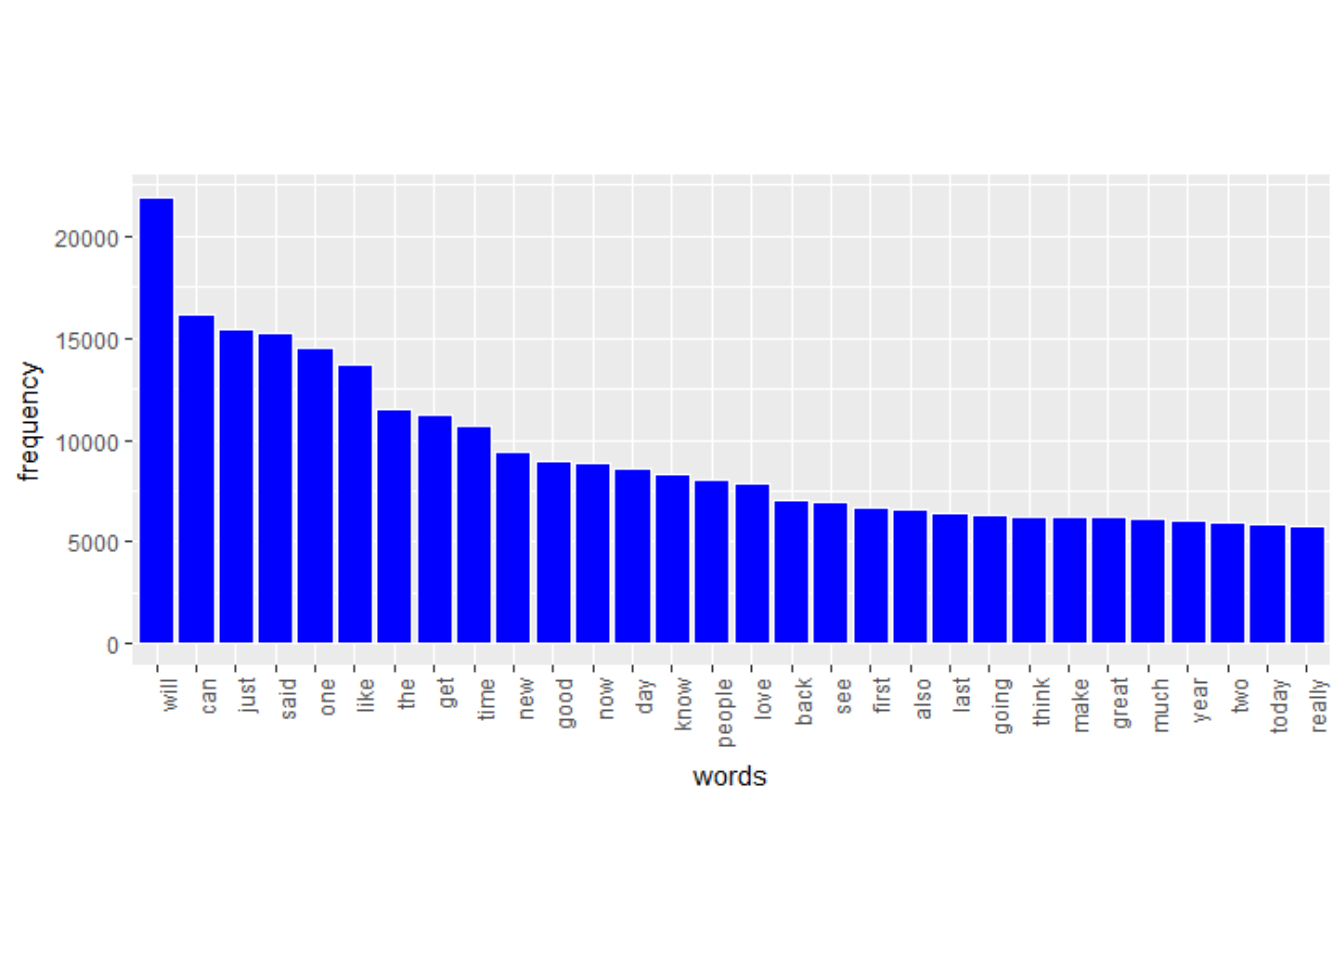 frequency
20000
15000
10000
5000
0
will can just said one like the get time new good now day know people love back see first also last going think make great much year two today really
words